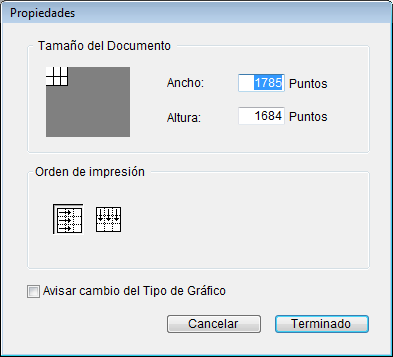 Propiedades
Tamaño del Documento
Ancho: 1785 Puntos
Altura: 1684 Puntos
Orden de impresión
Avisar cambio del Tipo de Gráfico
Cancelar Terminado